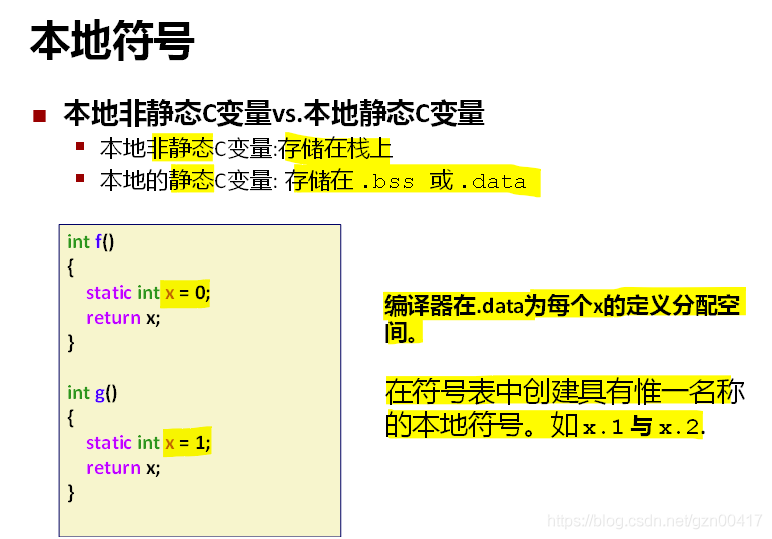 本地符号
本地非静态C变量vs.本地静态C变量
本地非静态C变量:存储在栈上
本地的静态C变量: 存储在 .bss 或 .data
int f()
{
    static int x = 0;
    return x;
}
int g()
{
    static int x = 1;
    return x;
}
编译器在.data为每个x的定义分配空
间。
在符号表中创建具有惟一名称
的本地符号。如 x.1 与 x.2.
https://blog.csdn.net/gzn00417